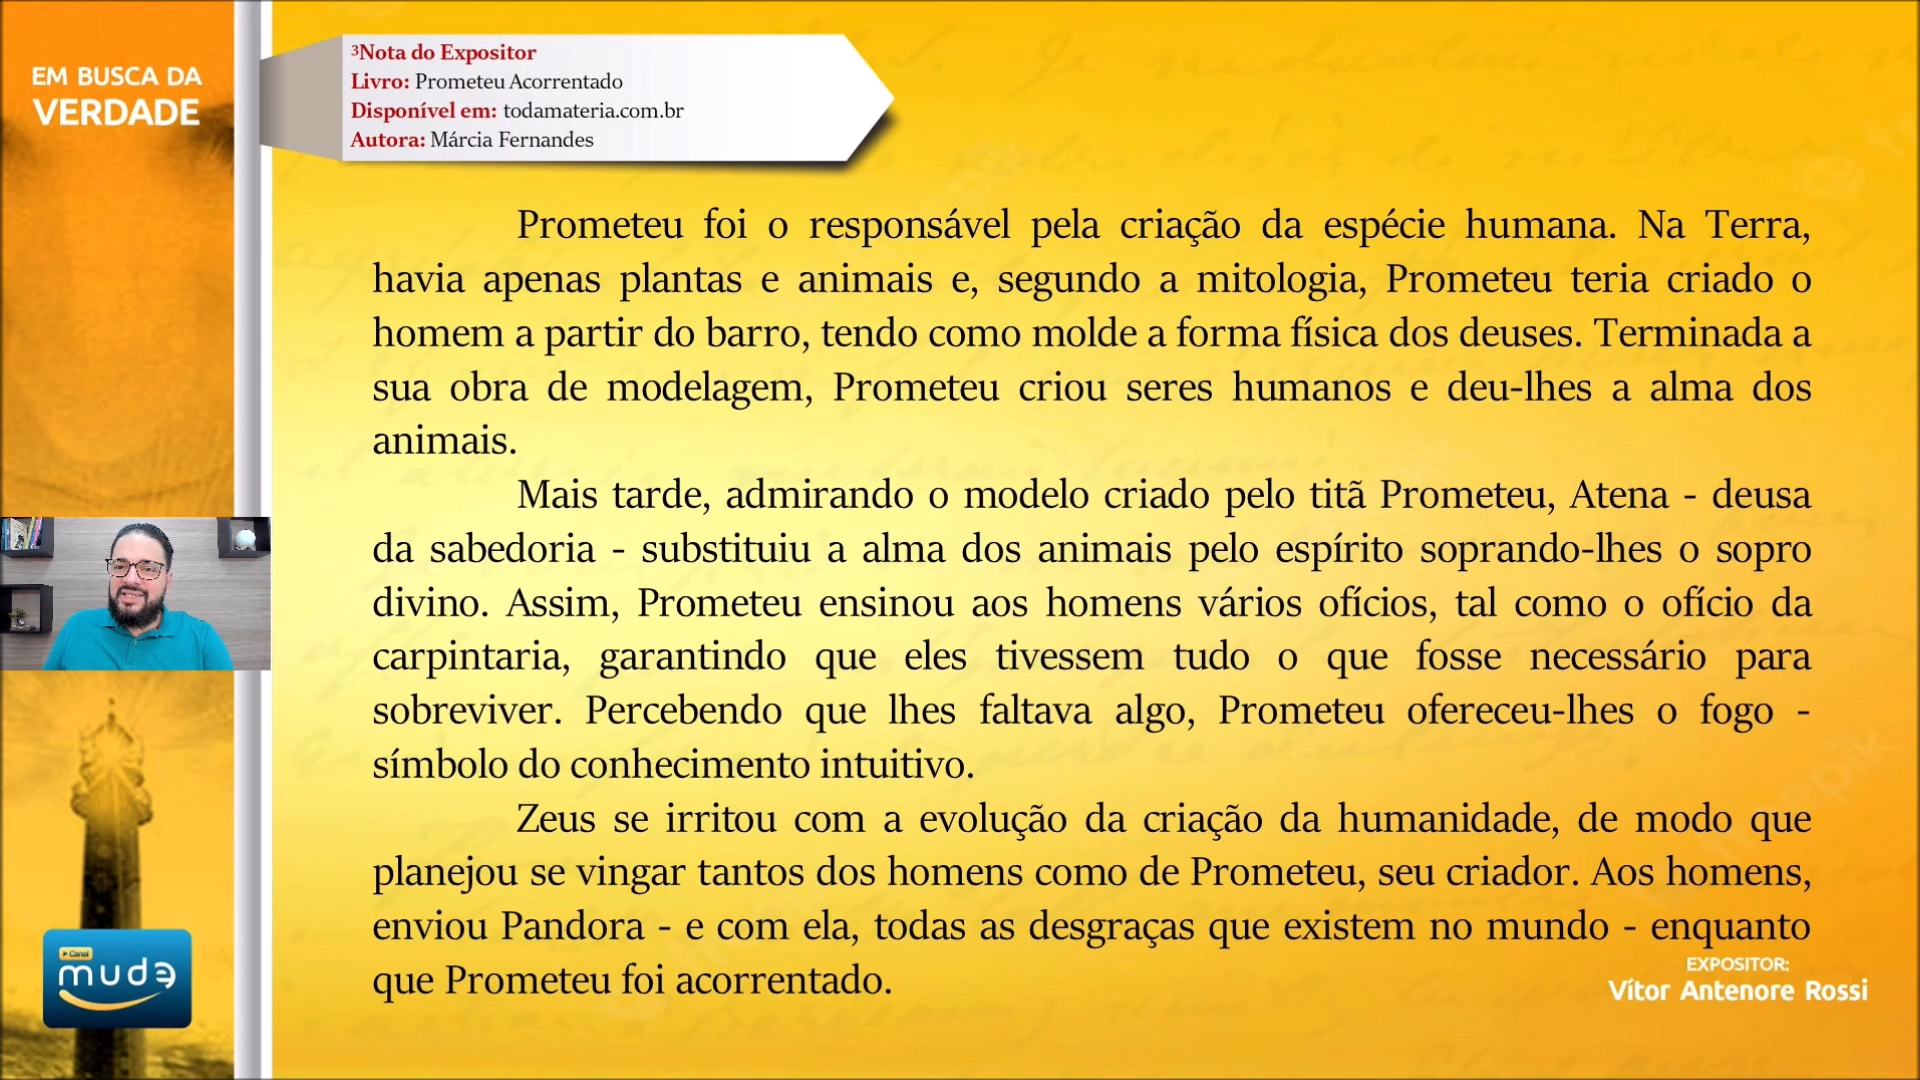 EM BUSCA DA
VERDADE
³Nota do Expositor
Livro: Prometeu Acorrentado
Disponível em: todamateria.com.br
Autora: Márcia Fernandes
Prometeu foi o responsável pela criação da espécie humana. Na Terra,
havia apenas plantas e animais e, segundo a mitologia, Prometeu teria criado o
homem a partir do barro, tendo como molde a forma física dos deuses. Terminada a
sua obra de modelagem, Prometeu criou seres humanos e deu-lhes a alma dos
animais.
Mais tarde, admirando o modelo criado pelo titã Prometeu, Atena - deusa
da sabedoria - substituiu a alma dos animais pelo espírito soprando-lhes o sopro
divino. Assim, Prometeu ensinou aos homens vários ofícios, tal como o ofício da
carpintaria, garantindo que eles tivessem tudo o que fosse necessário para
sobreviver. Percebendo que lhes faltava algo, Prometeu ofereceu-lhes o fogo -
símbolo do conhecimento intuitivo.
Zeus se irritou com a evolução da criação da humanidade, de modo que
planejou se vingar tantos dos homens como de Prometeu, seu criador. Aos homens,
enviou Pandora - e com ela, todas as desgraças que existem no mundo - enquanto
que Prometeu foi acorrentado.
Canal
mude
EXPOSITOR:
Vítor Antenore Rossi